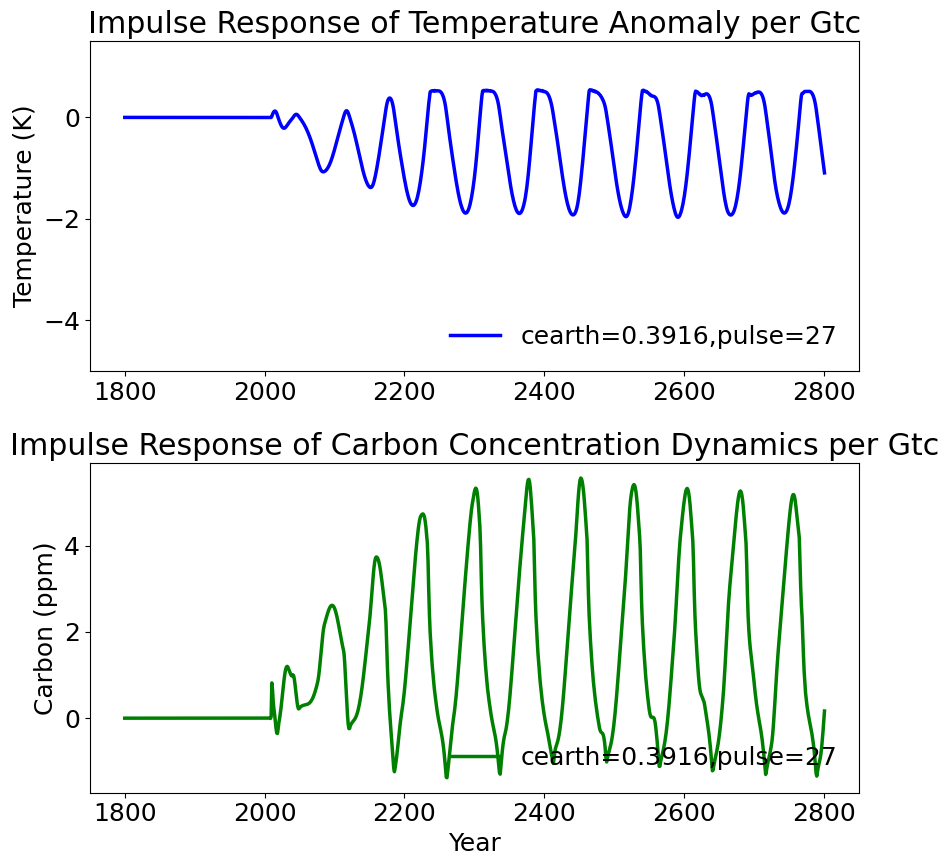 Impulse Response of Temperature Anomaly per Gtc
Temperature (K)
0
−2
−4
cearth=0.3916,pulse=27
1800 2000 2200 2400 2600 2800
Impulse Response of Carbon Concentration Dynamics per Gtc
Carbon (ppm)
4
2
0
cearth=0.3916,pulse=27
1800 2000 2200 2400 2600 2800
Year